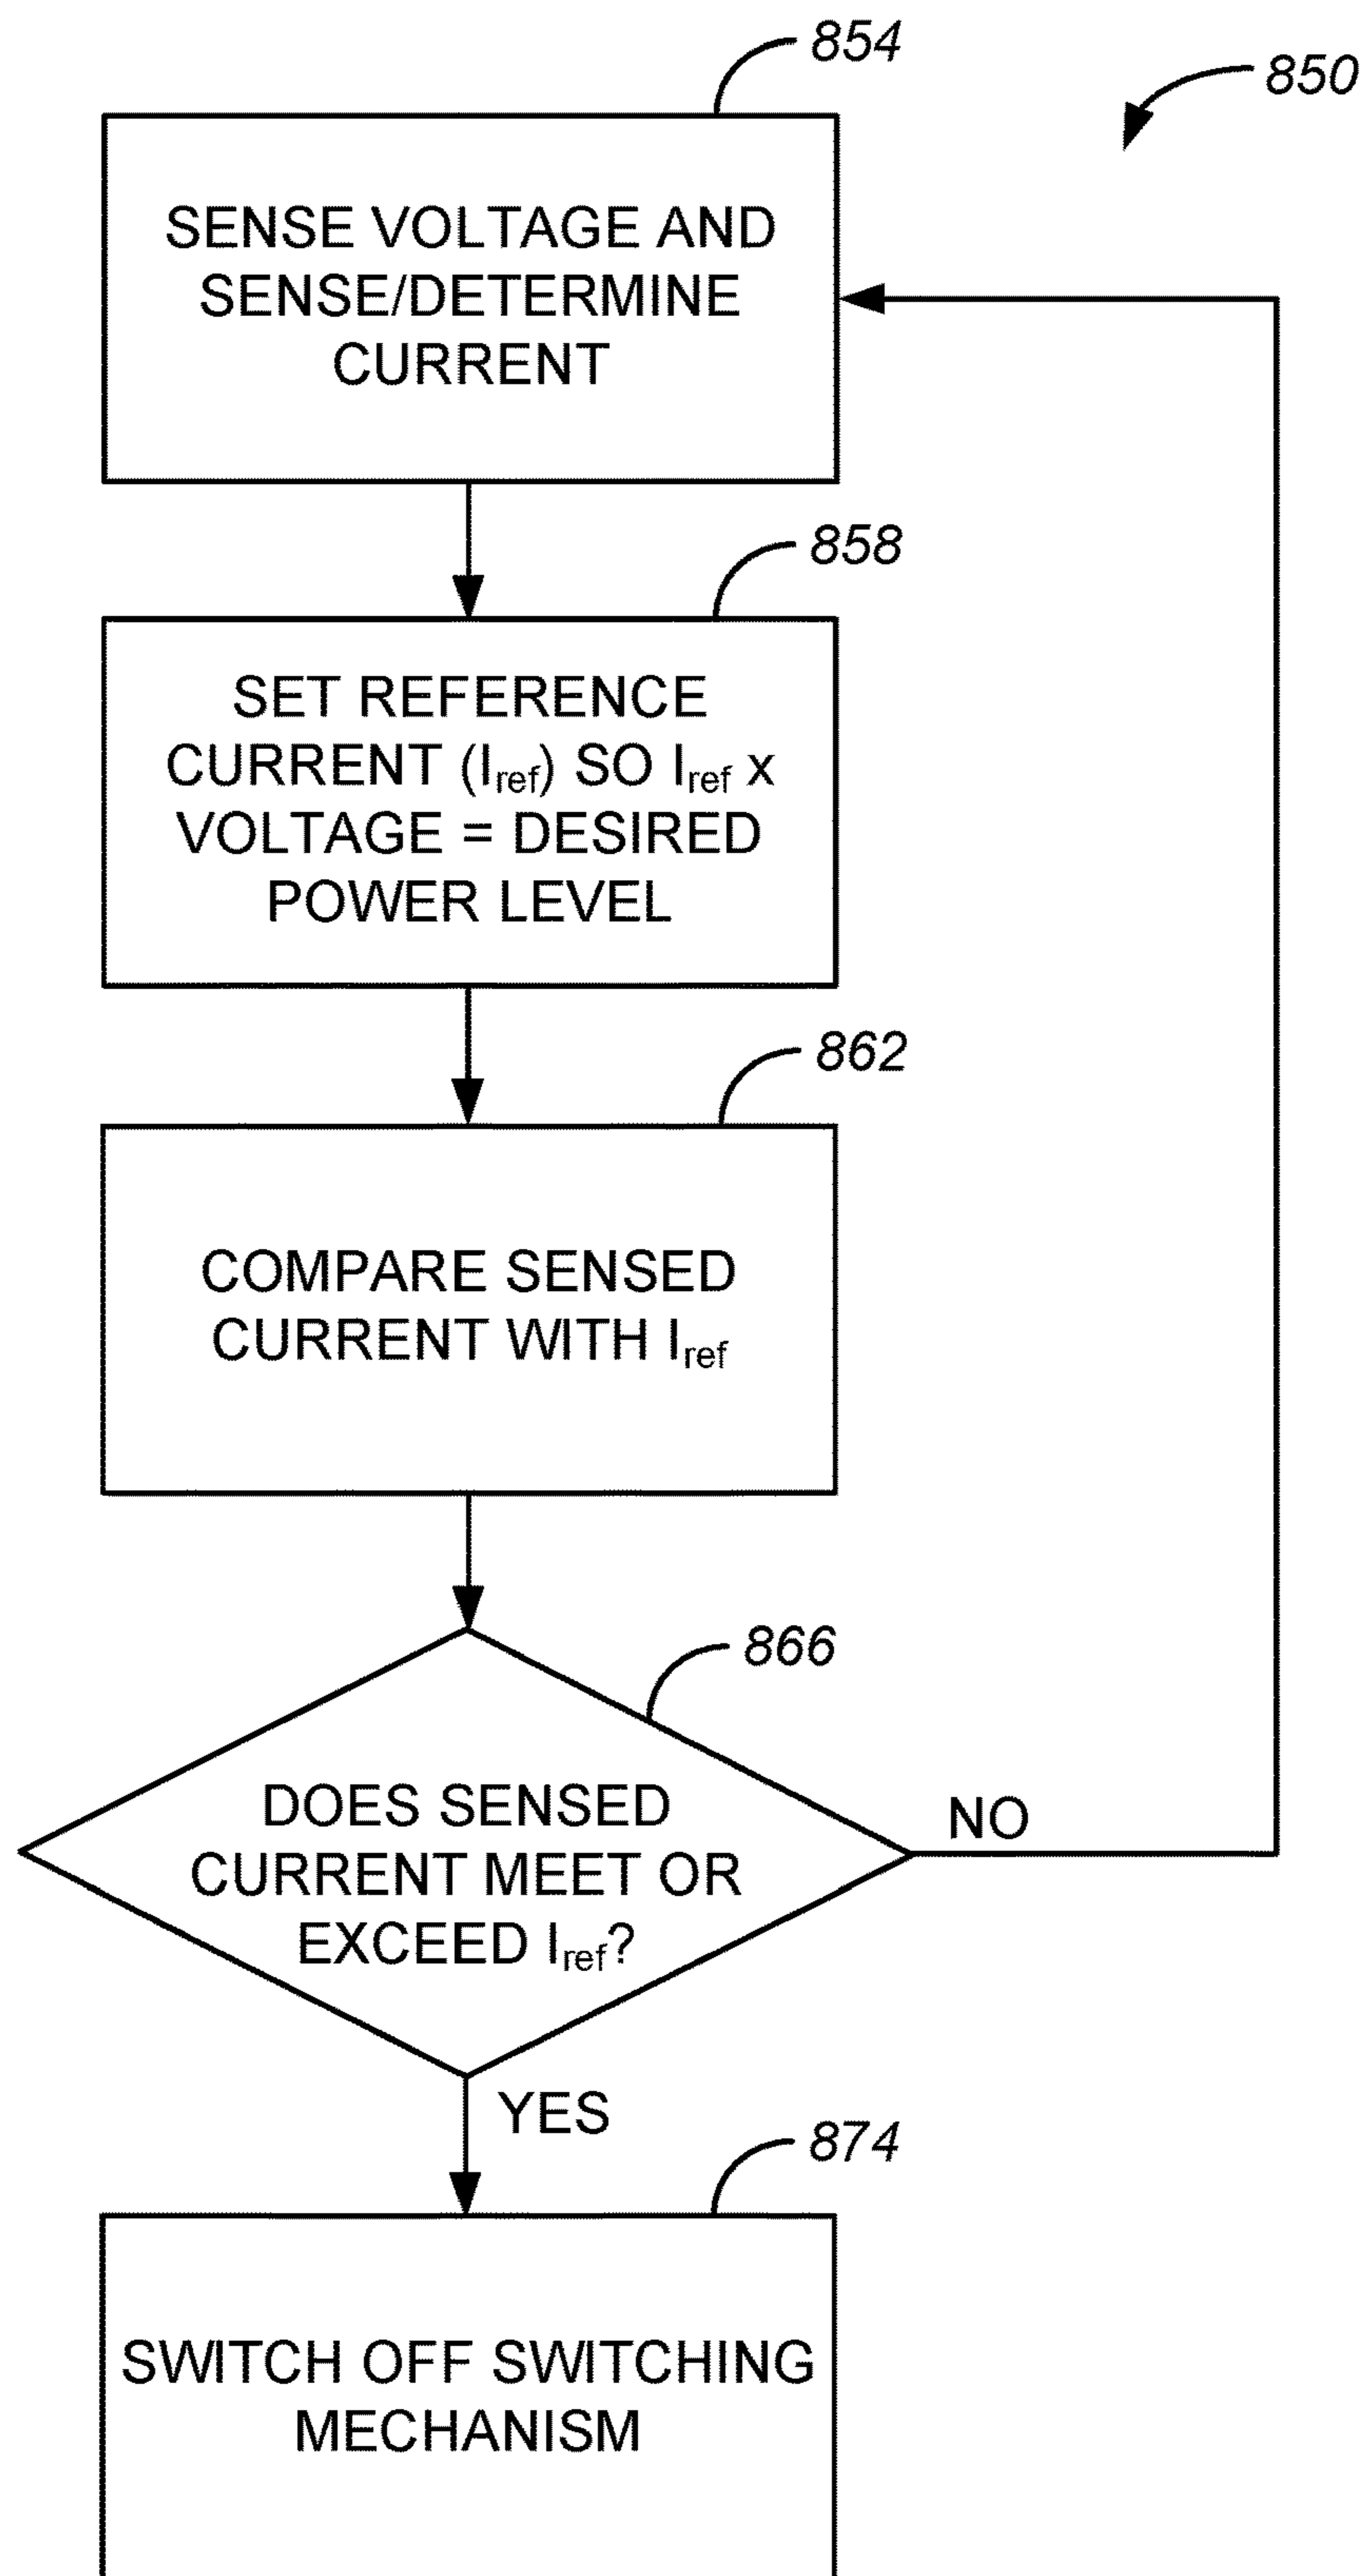 854
850
SENSE VOLTAGE AND
SENSE/DETERMINE
CURRENT
858
SET REFERENCE
CURRENT (Iref) SO Iref x
VOLTAGE = DESIRED
POWER LEVEL
862
COMPARE SENSED
CURRENT WITH Iref
866
DOES SENSED
CURRENT MEET OR
EXCEED Iref?
NO
YES
874
SWITCH OFF SWITCHING
MECHANISM